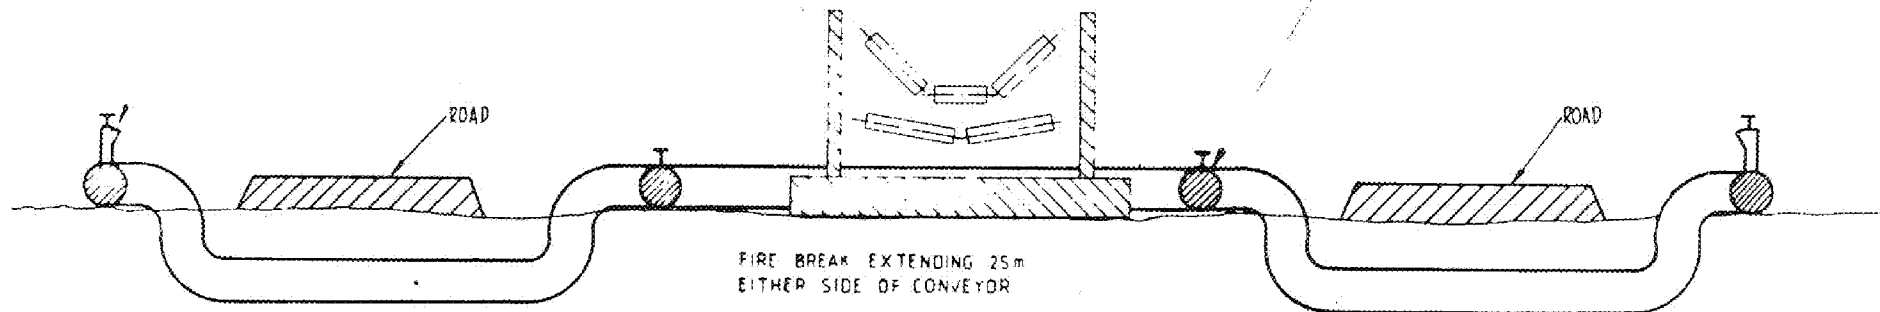 ROAD
ROAD
FIRE BREAK EXTENDING 25m
EITHER SIDE OF CONVEYOR